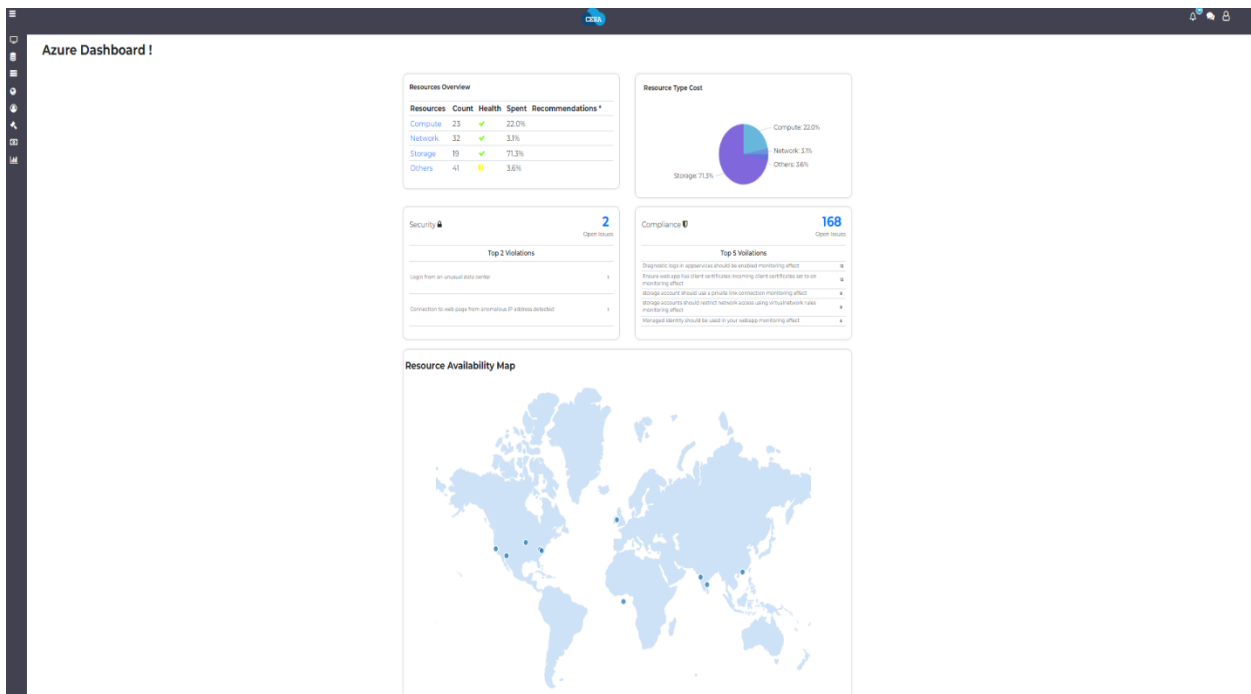 CERA
Azure Dashboard !
Resources Overview
Resources Count Health Spent Recommendations *
Compute 23 22.0%
Network 32 3.1%
Storage 19 71.3%
Others 41 3.6%
Resource Type Cost
Compute: 22.0%
Network: 3.1%
Others: 3.6%
Storage: 71.3%
Security
2
Open Issues
Top 2 Violations
Login from an unusual data center 1
Connection to web page from anomalous IP address detected 1
Compliance
168
Open Issues
Top 5 Voilations
Diagnostic logs in appservices should be enabled monitoring effect
Ensure web app has client certificates incoming client certificates set to on
monitoring effect
storage account should use a private link connection monitoring effect
storage accounts should restrict network access using virtualnetwork rules
monitoring effect
Managed identity should be used in your webapp monitoring effect
Resource Availability Map